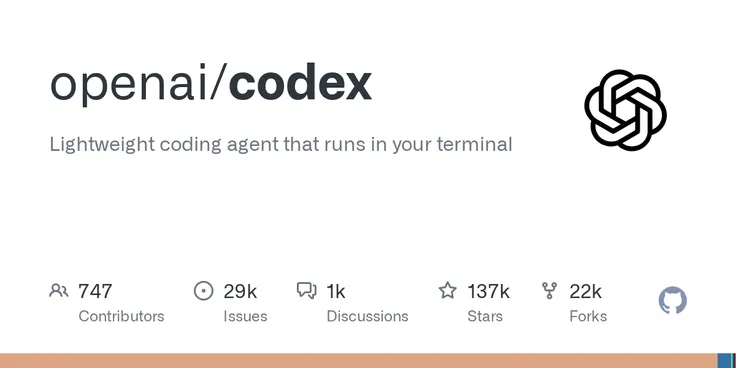 openai/codex
Lightweight coding agent that runs in your terminal
747 29k 1k 137k 22k
Contributors Issues Discussions Stars Forks